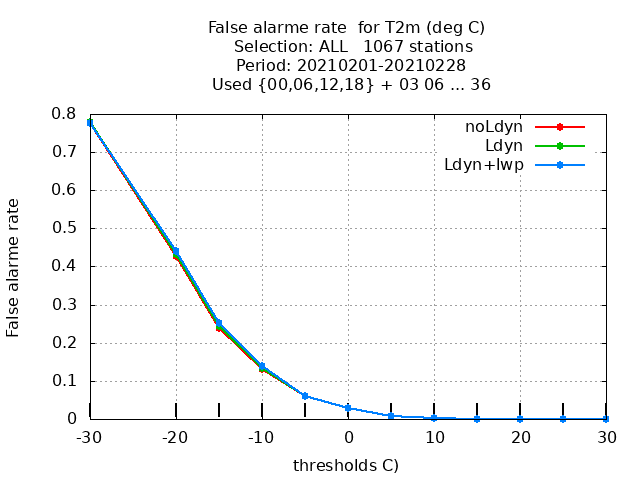 False alarme rate  for T2m (deg C)
Selection: ALL   1067 stations
Period: 20210201-20210228
Used {00,06,12,18} + 03 06 ... 36
noLdyn
Ldyn
Ldyn+lwp
0.8
0.7
0.6
0.5
0.4
0.3
0.2
0.1
0
False alarme rate
-30 -20 -10 0 10 20 30
thresholds C)